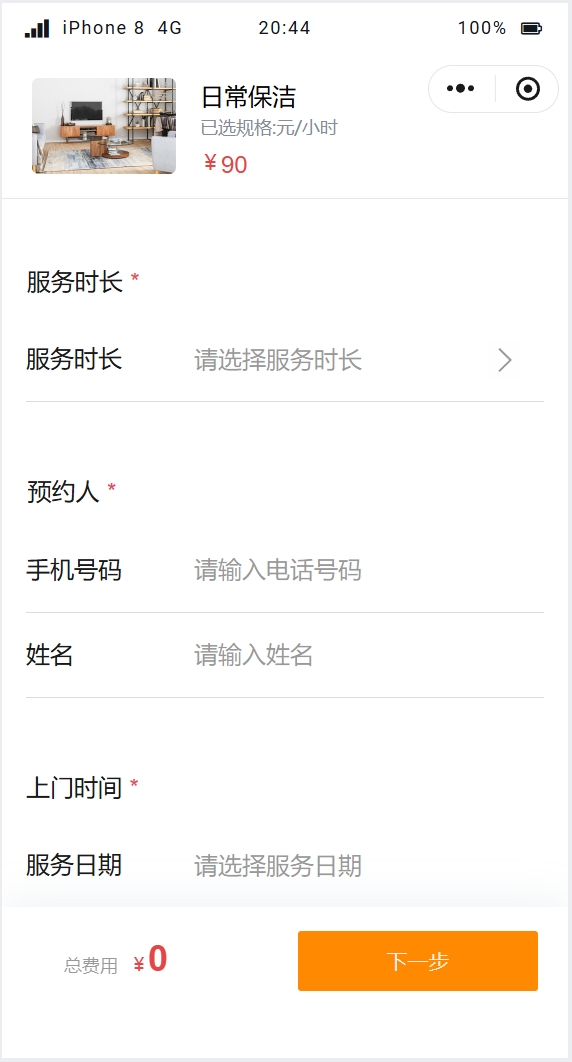 iPhone 8 4G 20:44 100%
日常保洁
已选规格:元/小时
¥90
服务时长 *
服务时长 请选择服务时长
预约人 *
手机号码 请输入电话号码
姓名 请输入姓名
上门时间 *
服务日期 请选择服务日期
总费用 ¥0 下一步